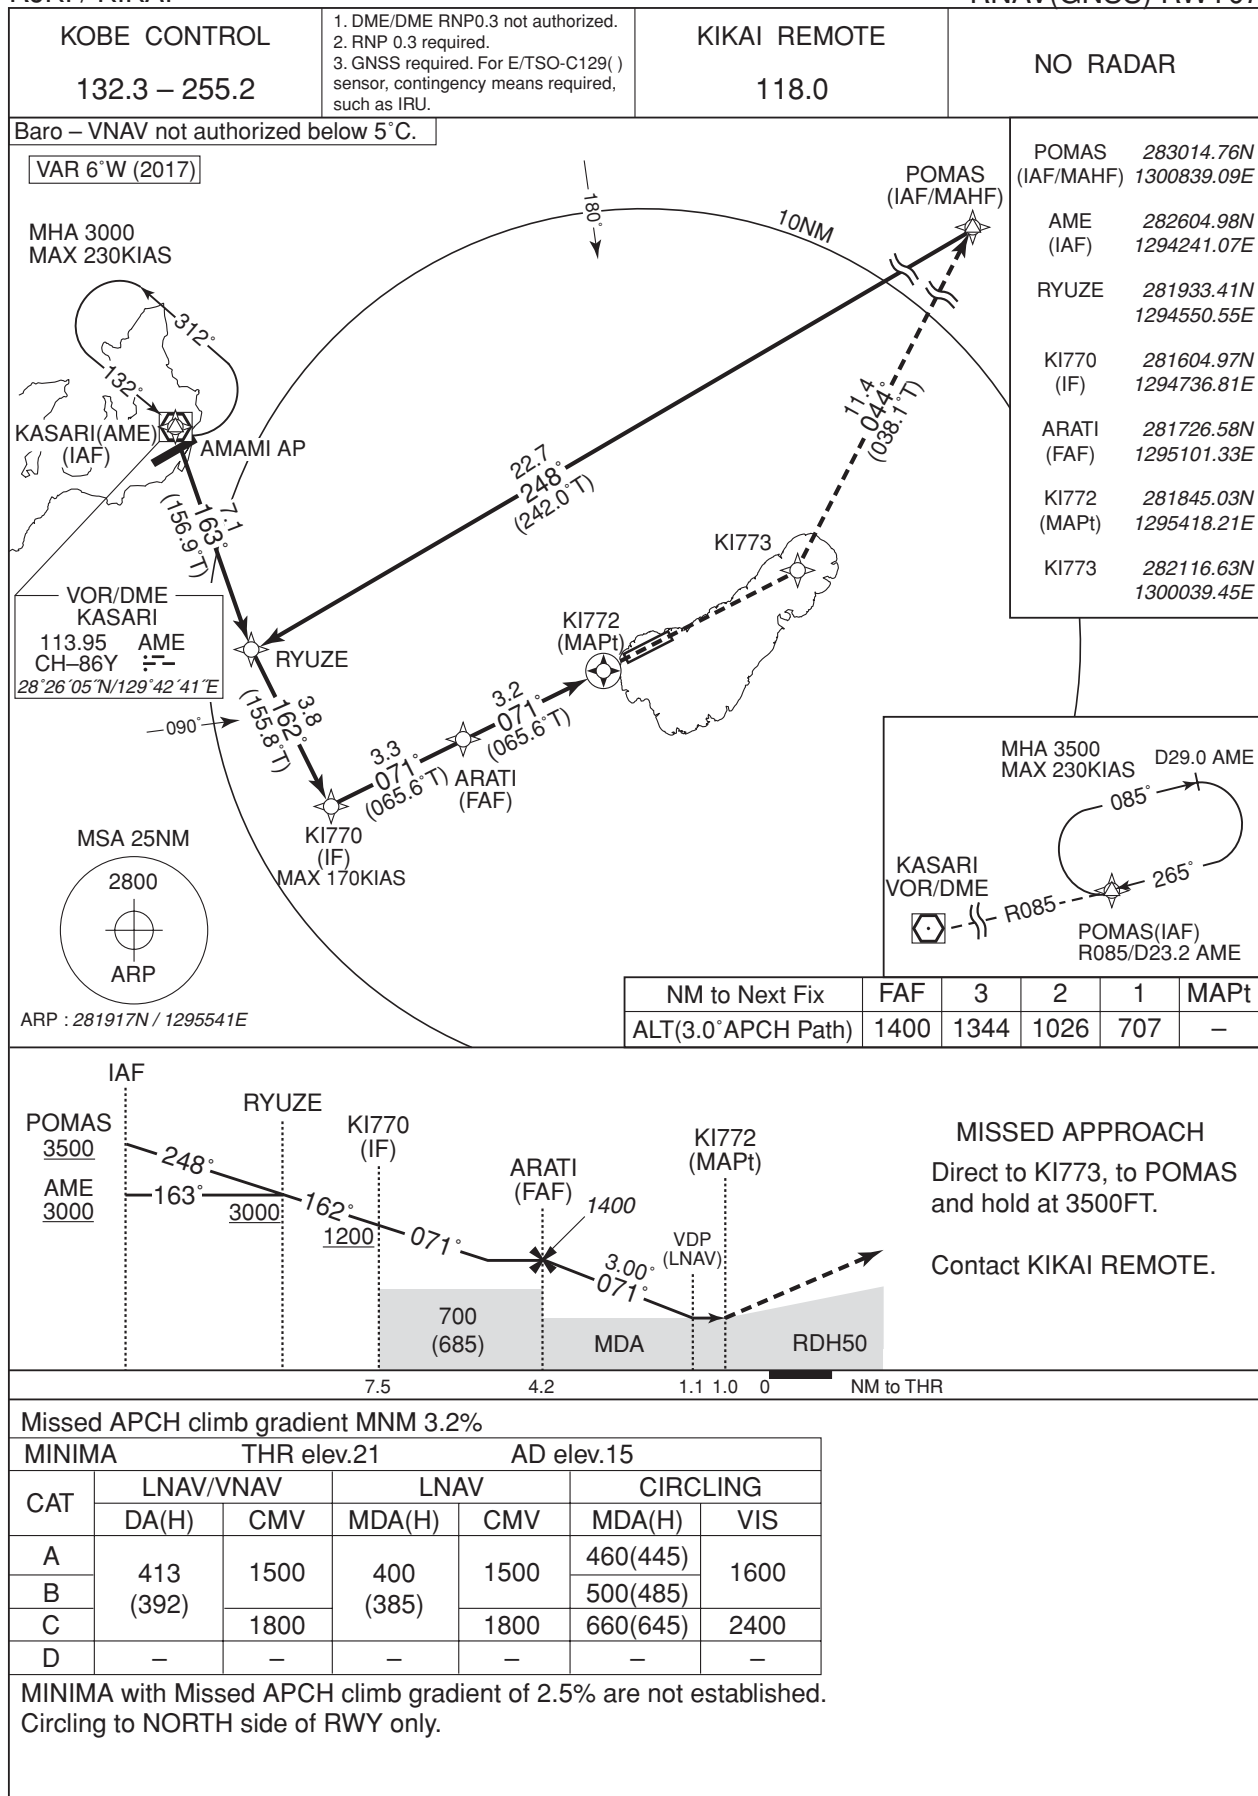 KOBE CONTROL
132.3 – 255.2
1. DME/DME RNP0.3 not authorized.
2. RNP 0.3 required.
3. GNSS required. For E/TSO-C129( )
sensor, contingency means required,
such as IRU.
KIKAI REMOTE
118.0
NO RADAR
Baro – VNAV not authorized below 5˚C.
VAR 6˚W (2017)
POMAS 283014.76N
(IAF/MAHF) 1300839.09E
AME 282604.98N
(IAF) 1294241.07E
RYUZE 281933.41N
1294550.55E
KI770 281604.97N
(IF) 1294736.81E
ARATI 281726.58N
(FAF) 1295101.33E
KI772 281845.03N
(MAPt) 1295418.21E
KI773 282116.63N
1300039.45E
MHA 3000
MAX 230KIAS
312˚
132˚
180˚
10NM
POMAS
(IAF/MAHF)
KASARI(AME)
(IAF)
AMAMI AP
7.1
163˚
(156.9˚T)
22.7
248˚
(242.0˚T)
11.4
044˚
(038.1˚T)
KI773
KI772
(MAPt)
VOR/DME
KASARI
113.95 AME
CH–86Y
28˚26´05˝N/129˚42´41˝E
RYUZE
090˚
3.8
162˚
(155.8˚T)
3.3
071˚
(065.6˚T)
3.2
071˚
(065.6˚T)
ARATI
(FAF)
KI770
(IF)
MAX 170KIAS
MSA 25NM
2800
ARP
ARP : 281917N / 1295541E
MHA 3500
MAX 230KIAS
D29.0 AME
085˚
265˚
KASARI
VOR/DME
R085
POMAS(IAF)
R085/D23.2 AME
NM to Next Fix FAF 3 2 1 MAPt
ALT(3.0˚APCH Path) 1400 1344 1026 707 –
IAF
POMAS
3500
AME
3000
248˚
163˚
RYUZE
3000
162˚
KI770
(IF)
1200
071˚
ARATI
(FAF)
1400
3.00˚
071˚
VDP
(LNAV)
KI772
(MAPt)
700
(685)
MDA
RDH50
7.5 4.2 1.1 1.0 0 NM to THR
MISSED APPROACH
Direct to KI773, to POMAS
and hold at 3500FT.
Contact KIKAI REMOTE.
Missed APCH climb gradient MNM 3.2%
MINIMA THR elev.21 AD elev.15
CAT LNAV/VNAV LNAV CIRCLING
DA(H) CMV MDA(H) CMV MDA(H) VIS
A 413 (392) 1500 400 (385) 1500 460(445) 1600
B 500(485)
C 1800 1800 660(645) 2400
D – – – – – –
MINIMA with Missed APCH climb gradient of 2.5% are not established.
Circling to NORTH side of RWY only.